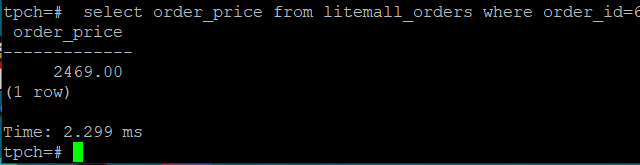 tpch=#  select order_price from litemall_orders where order_id=6
 order_price
-------------
     2469.00
(1 row)

Time: 2.299 ms
tpch=#